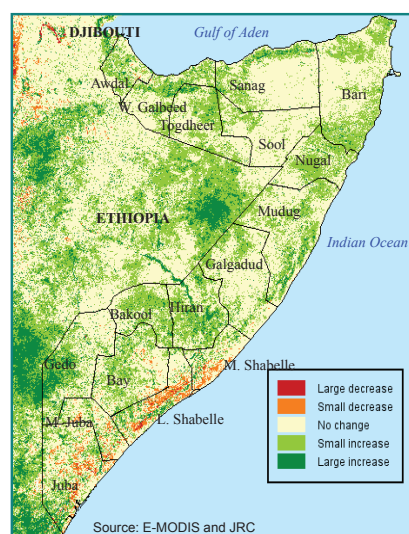 DJIBOUTI
Gulf of Aden
Awdal
Sanag
Bari
W. Galbeed
Togdheer
Sool
Nugal
ETHIOPIA
Mudug
Indian Ocean
Galgadud
Bakool
Hiran
Gedo
Bay
M. Shabelle
L. Shabelle
M. Juba
Juba
Large decrease
Small decrease
No change
Small increase
Large increase
Source: E-MODIS and JRC